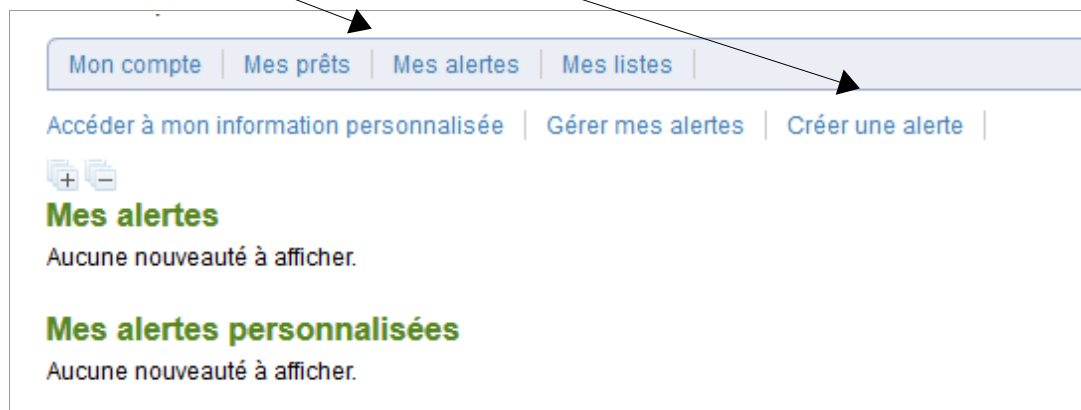 Mon compte | Mes prêts | Mes alertes | Mes listes |
Accéder à mon information personnalisée | Gérer mes alertes | Créer une alerte |
Mes alertes
Aucune nouveauté à afficher.
Mes alertes personnalisées
Aucune nouveauté à afficher.